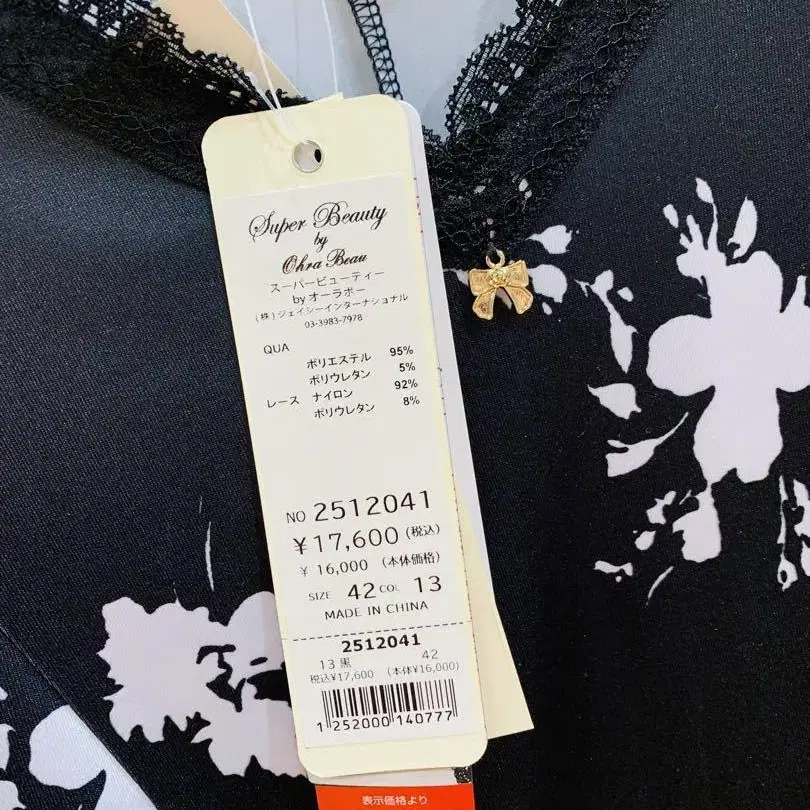 Super Beauty
by
Ohra Beau
スーパービューティー
by オーラボー
(株)ジェイシーインターナショナル
03-3983-7978
QUA
ポリエステル 95%
ポリウレタン 5%
レース ナイロン 92%
ポリウレタン 8%
NO 2512041
¥17,600(税込)
¥ 16,000 (本体価格)
SIZE 42 COL 13
MADE IN CHINA
2512041
13 黒 42
税込¥17,600 (本体¥16,000)
1 252000 140777
表示価格より